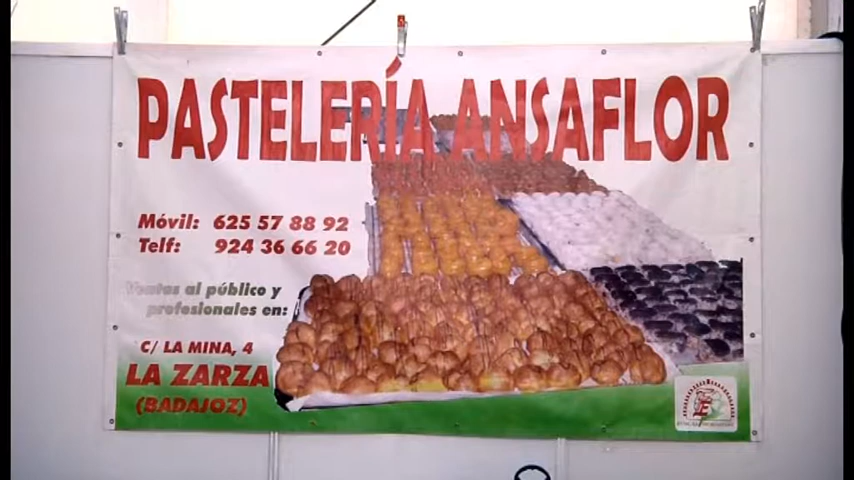 PASTELERÍA ANSAFLOR
Móvil: 625 57 88 92
Telf: 924 36 66 20
Ventas al público y
profesionales en:
C/ LA MINA, 4
LA ZARZA
(BADAJOZ)